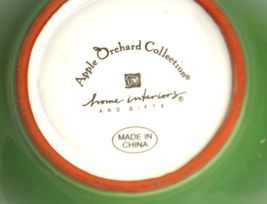 Apple Orchard Collection®
home interiors®
AND GIFTS
MADE IN
CHINA